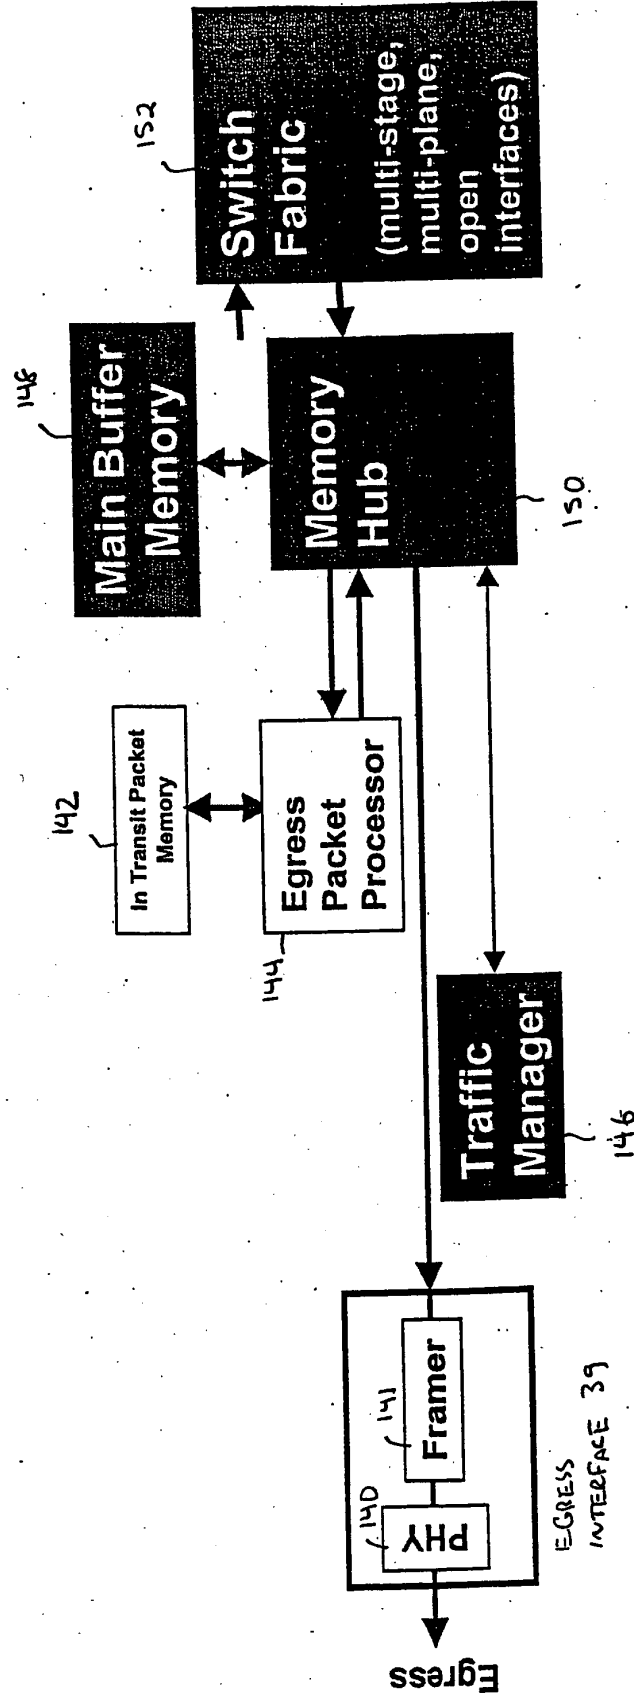 152
Switch
Fabric
(multi-stage,
multi-plane,
open
interfaces)
148
Main Buffer
Memory
Memory
Hub
150
142
In Transit Packet
Memory
144
Egress
Packet
Processor
Traffic
Manager
146
141
Framer
140
PHY
EGRESS
INTERFACE 39
Egress